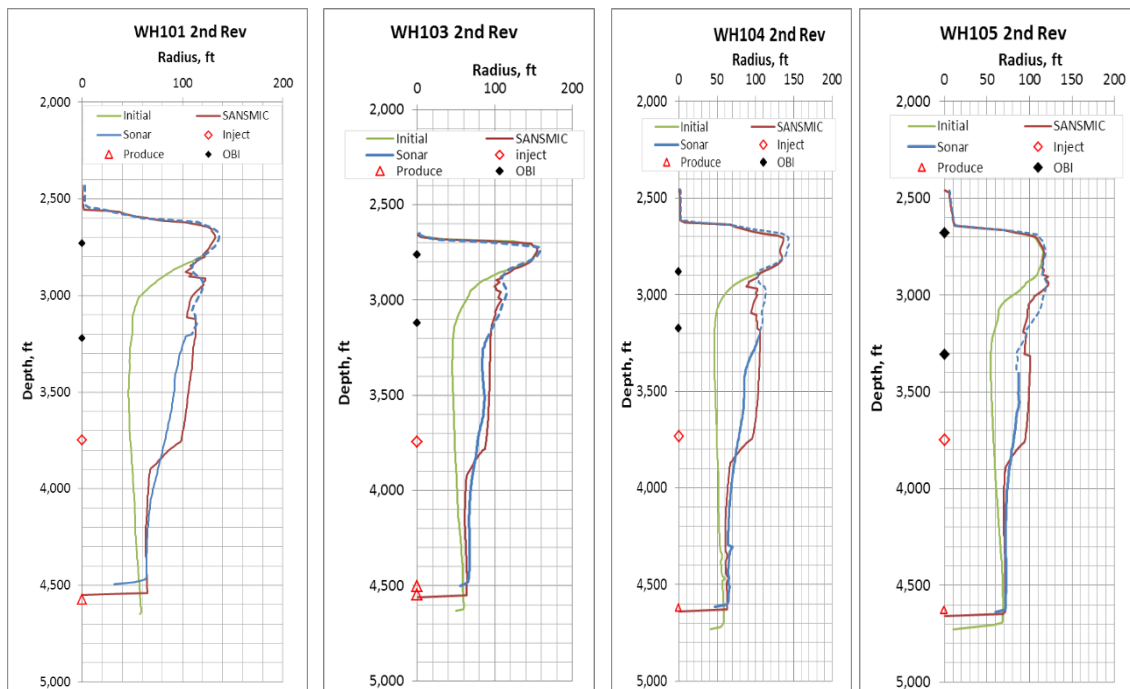 WH101 2nd Rev
Radius, ft
0 100 200
2,000
Initial SANSMIC
Sonar Inject
Produce OBI
2,500
3,000
Depth, ft
3,500
4,000
4,500
5,000
WH103 2nd Rev
Radius, ft
0 100 200
2,000
Initial SANSMIC
Sonar inject
Produce OBI
2,500
3,000
Depth, ft
3,500
4,000
4,500
5,000
WH104 2nd Rev
Radius, ft
0 50 100 150 200
2,000
Initial SANSMIC
Sonar Inject
Produce OBI
2,500
3,000
Depth, ft
3,500
4,000
4,500
5,000
WH105 2nd Rev
Radius, ft
0 50 100 150 200
2,000
Initial SANSMIC
Sonar Inject
Produce OBI
2,500
3,000
Depth, ft
3,500
4,000
4,500
5,000